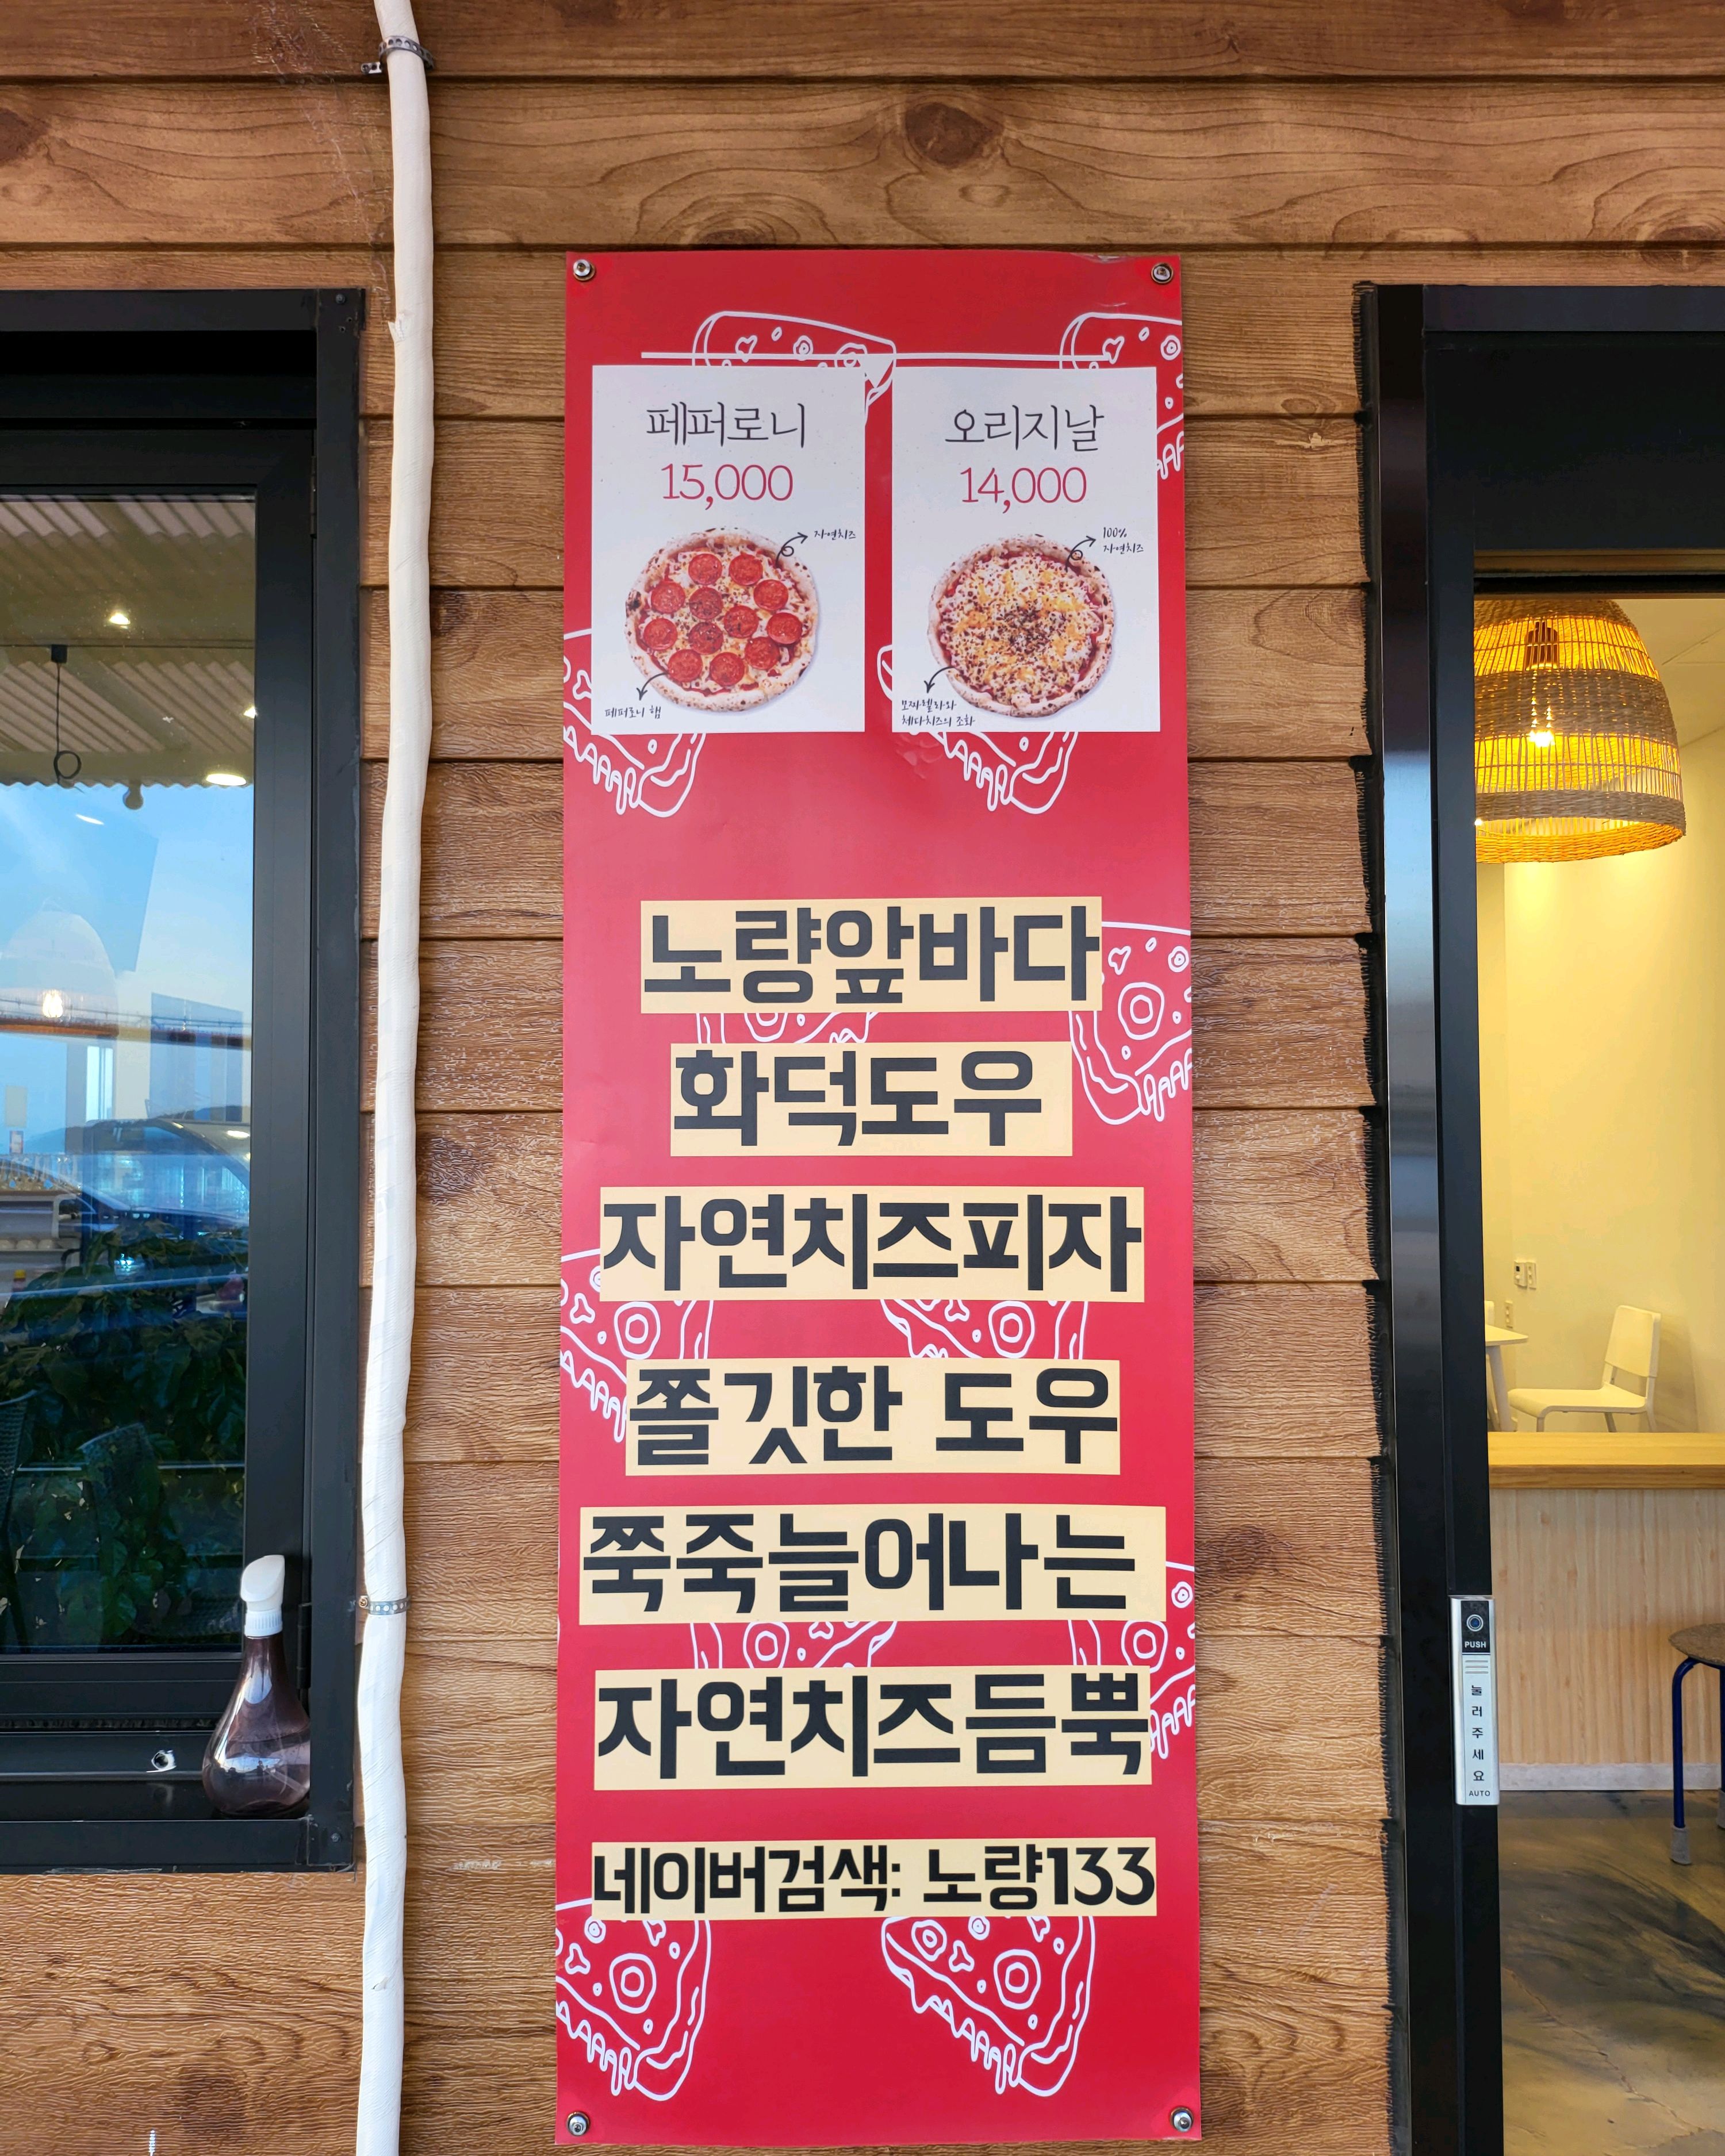 페퍼로니
15,000
자연치즈
페퍼로니 햄
오리지날
14,000
100%
자연치즈
모짜렐라와
체다치즈의 조화
노량앞바다
화덕도우
자연치즈피자
쫄깃한 도우
쭉죽늘어나는
자연치즈듬뿍
네이버검색: 노량133
PUSH
눌러주세요
AUTO